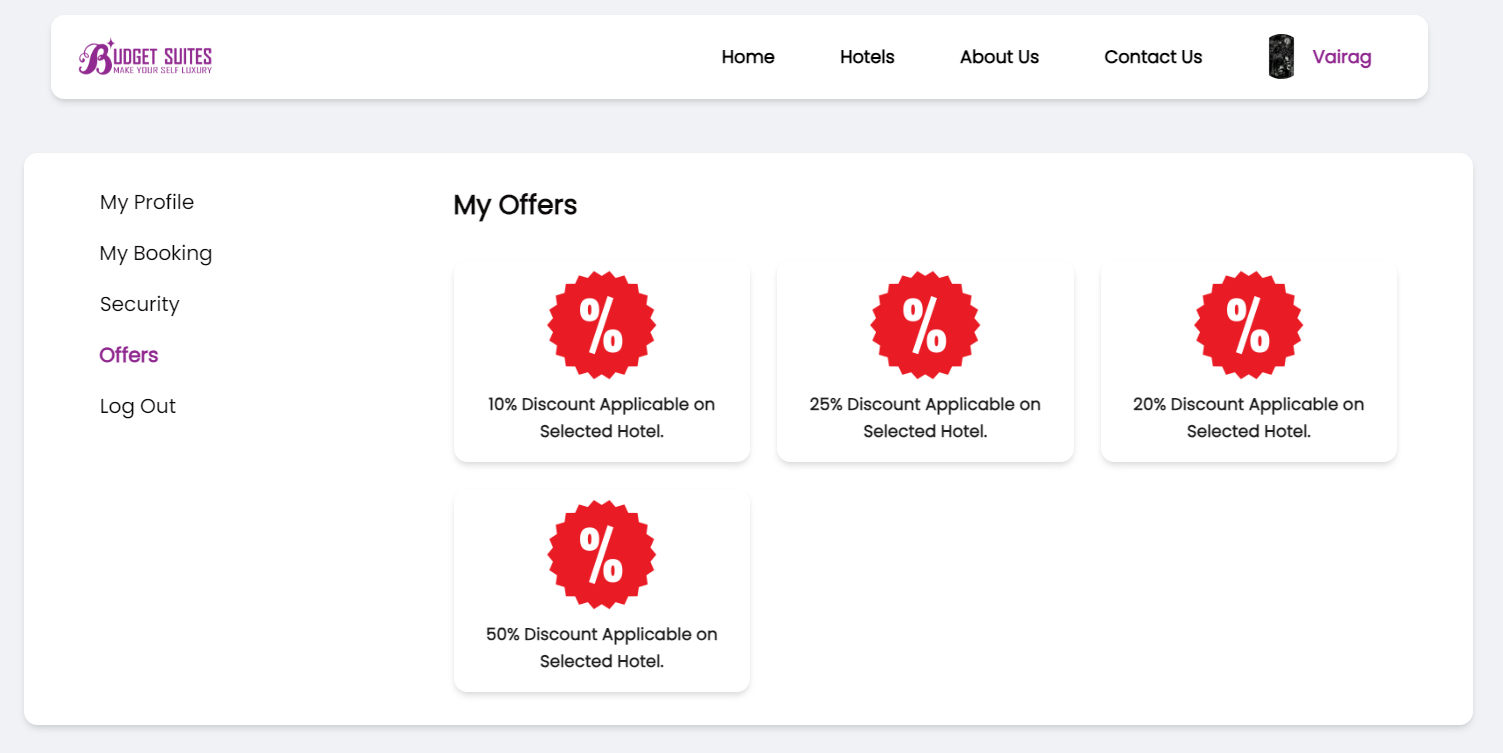 BUDGET SUITES
MAKE YOUR SELF LUXURY
Home
Hotels
About Us
Contact Us
Vairag
My Profile
My Booking
Security
Offers
Log Out
My Offers
%
10% Discount Applicable on
Selected Hotel.
%
25% Discount Applicable on
Selected Hotel.
%
20% Discount Applicable on
Selected Hotel.
%
50% Discount Applicable on
Selected Hotel.